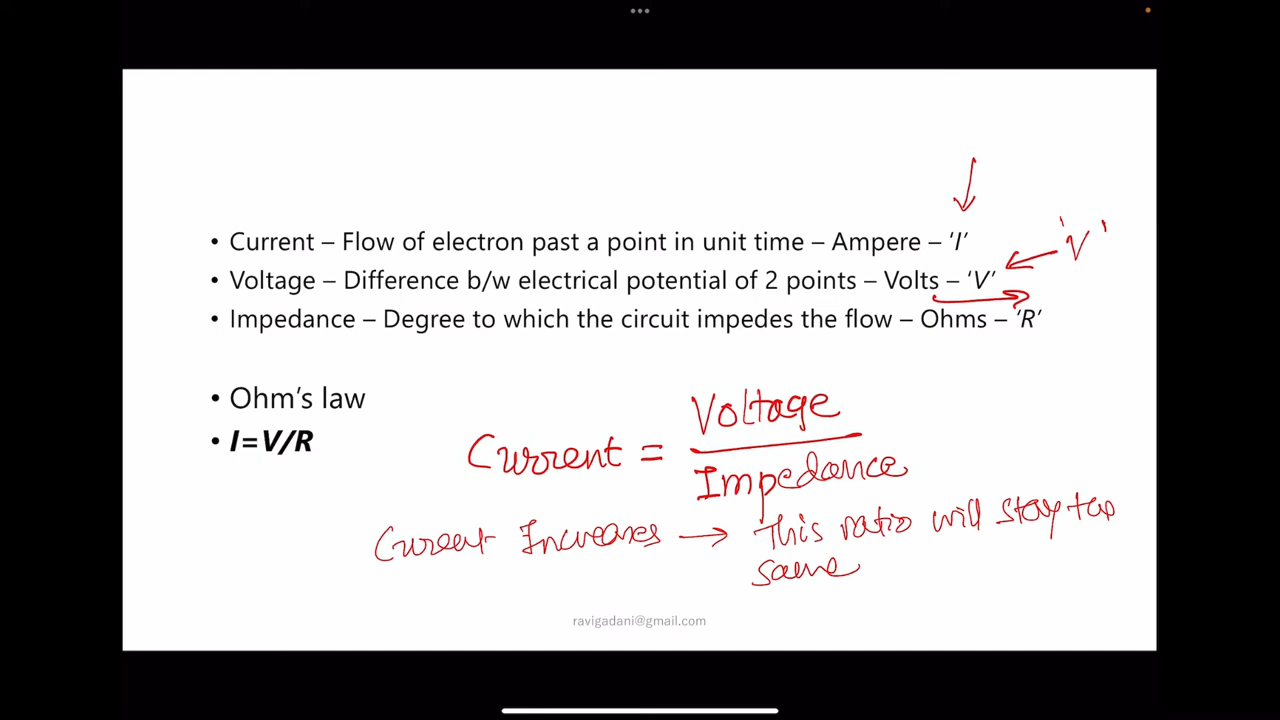 • Current – Flow of electron past a point in unit time – Ampere – ‘I’
‘V’
• Voltage – Difference b/w electrical potential of 2 points – Volts – ‘V’
• Impedance – Degree to which the circuit impedes the flow – Ohms – ‘R’
• Ohm’s law
• I=V/R
Current = Voltage
Impedance
Current Increases → This ratio will stay
same
ravigadani@gmail.com